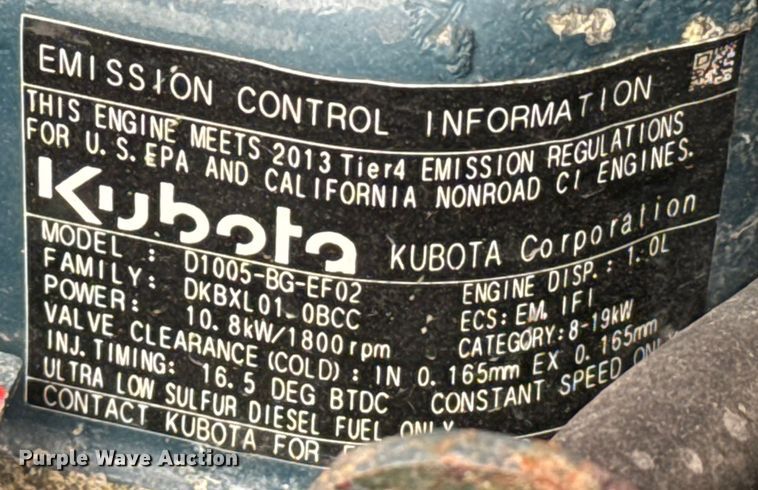 EMISSION CONTROL INFORMATION
THIS ENGINE MEETS 2013 Tier4 EMISSION REGULATIONS
FOR U.S.EPA AND CALIFORNIA NONROAD CI ENGINES.
Kubota KUBOTA Corporation
MODEL : D1005-BG-EF02 ENGINE DISP.: 1.0L
FAMILY: DKBXL01.0BCC ECS:EM, IFI
POWER: 10.8kW/1800rpm CATEGORY:8-19kW
VALVE CLEARANCE (COLD) : IN 0.165mm EX 0.165mm
INJ.TIMING: 16.5 DEG BTDC CONSTANT SPEED ONLY
ULTRA LOW SULFUR DIESEL FUEL ONLY
CONTACT KUBOTA FOR
Purple Wave Auction